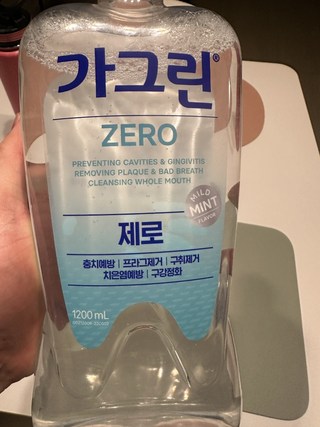 가그린®
ZERO
PREVENTING CAVITIES & GINGIVITIS
REMOVING PLAQUE & BAD BREATH
CLEANSING WHOLE MOUTH
MILD
MINT
FLAVOR
제로
충치예방 | 프라그제거 | 구취제거
치은염예방 | 구강정화
1200 mL